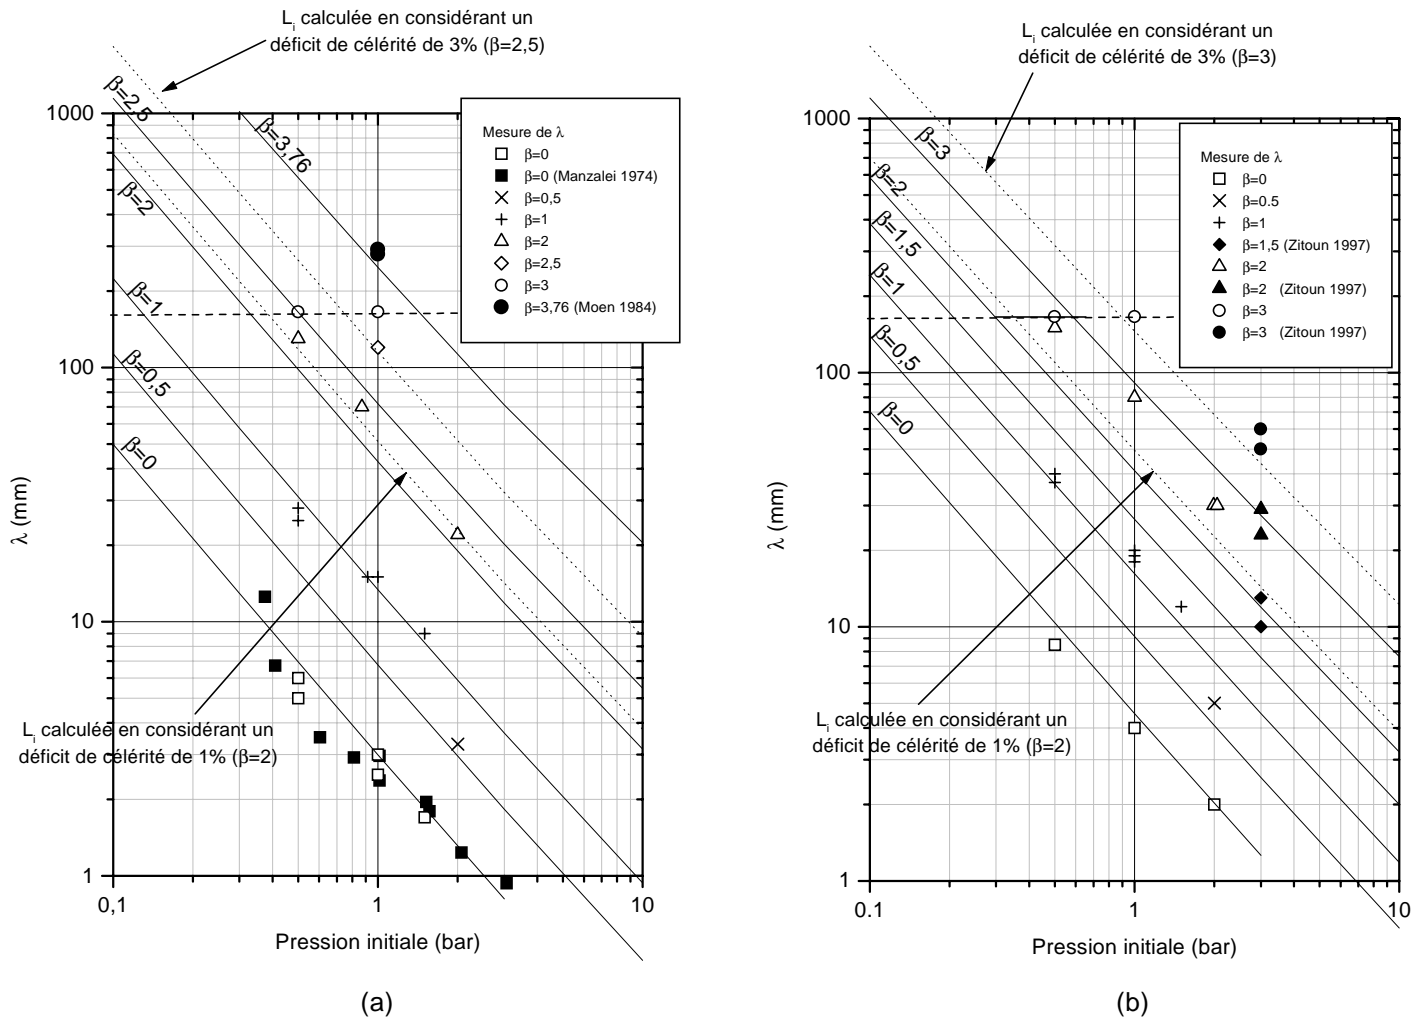 L_i calculée en considérant un
déficit de célérité de 3% (β=2,5)
1000
100
10
1
0,1
1
10
λ (mm)
Pression initiale (bar)
β=2,5
β=3,76
β=2
β=1
β=0,5
β=0
Mesure de λ
β=0
β=0 (Manzalei 1974)
β=0,5
β=1
β=2
β=2,5
β=3
β=3,76 (Moen 1984)
L_i calculée en considérant un
déficit de célérité de 1% (β=2)
(a)
L_i calculée en considérant un
déficit de célérité de 3% (β=3)
1000
100
10
1
0.1
1
10
λ (mm)
Pression initiale (bar)
β=3
β=2
β=1,5
β=1
β=0,5
β=0
Mesure de λ
β=0
β=0.5
β=1
β=1,5 (Zitoun 1997)
β=2
β=2 (Zitoun 1997)
β=3
β=3 (Zitoun 1997)
L_i calculée en considérant un
déficit de célérité de 1% (β=2)
(b)